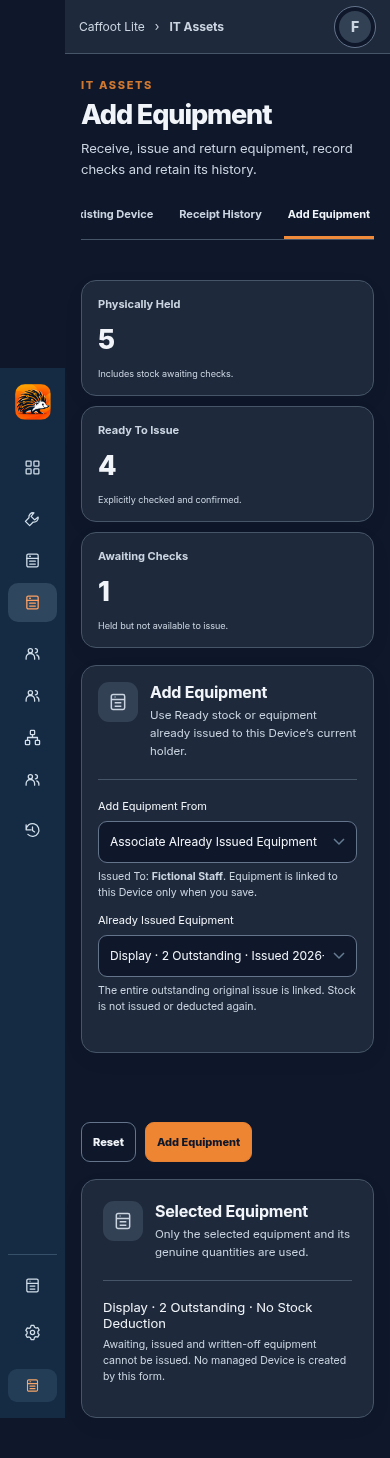 Caffoot Lite › IT Assets
F
IT ASSETS
Add Equipment
Receive, issue and return equipment, record
checks and retain its history.
isting Device Receipt History Add Equipment
Physically Held
5
Includes stock awaiting checks.
Ready To Issue
4
Explicitly checked and confirmed.
Awaiting Checks
1
Held but not available to issue.
Add Equipment
Use Ready stock or equipment
already issued to this Device's current
holder.
Add Equipment From
Associate Already Issued Equipment
Issued To: Fictional Staff. Equipment is linked to
this Device only when you save.
Already Issued Equipment
Display · 2 Outstanding · Issued 2026-
The entire outstanding original issue is linked. Stock
is not issued or deducted again.
Reset Add Equipment
Selected Equipment
Only the selected equipment and its
genuine quantities are used.
Display · 2 Outstanding · No Stock
Deduction
Awaiting, issued and written-off equipment
cannot be issued. No managed Device is created
by this form.